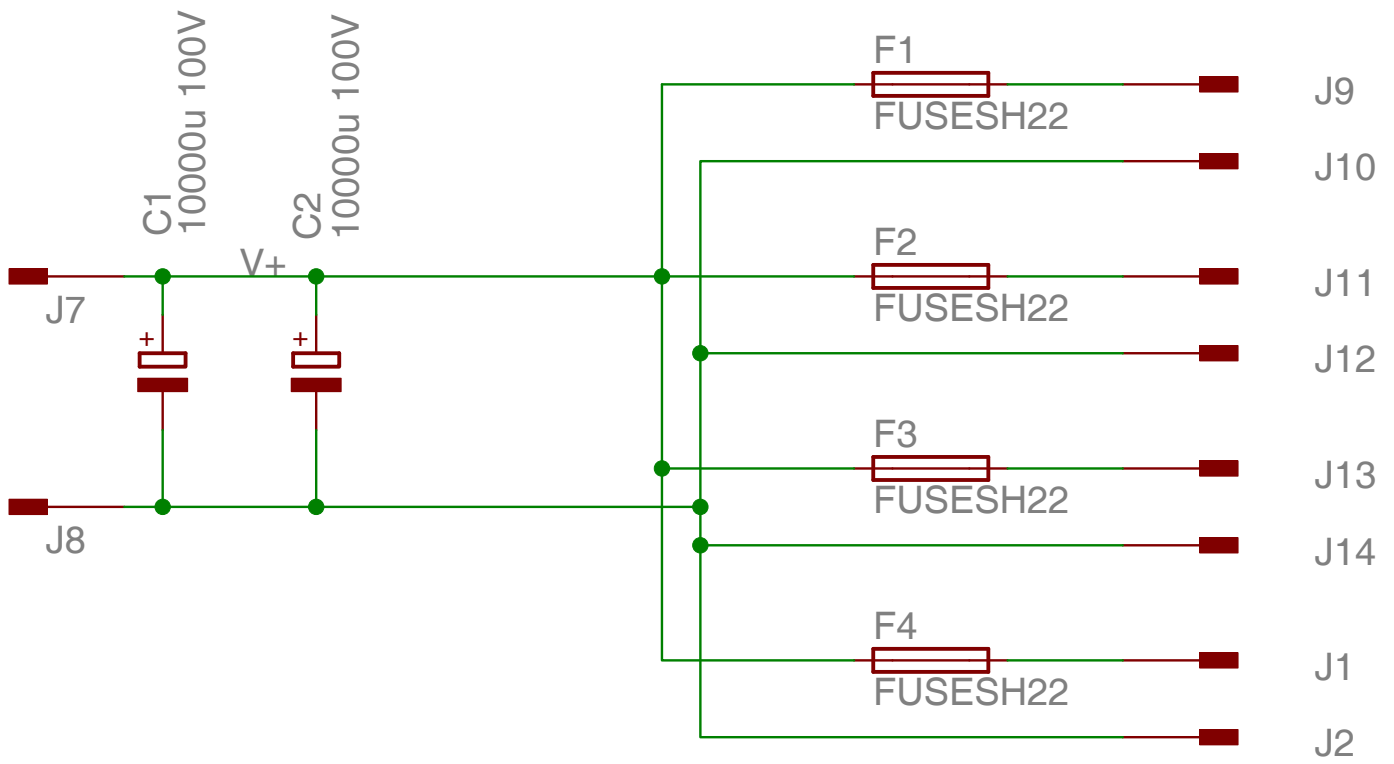 C1
10000u 100V
C2
10000u 100V
V+
J7
+
+
J8
F1
FUSESH22
J9
J10
F2
FUSESH22
J11
J12
F3
FUSESH22
J13
J14
F4
FUSESH22
J1
J2